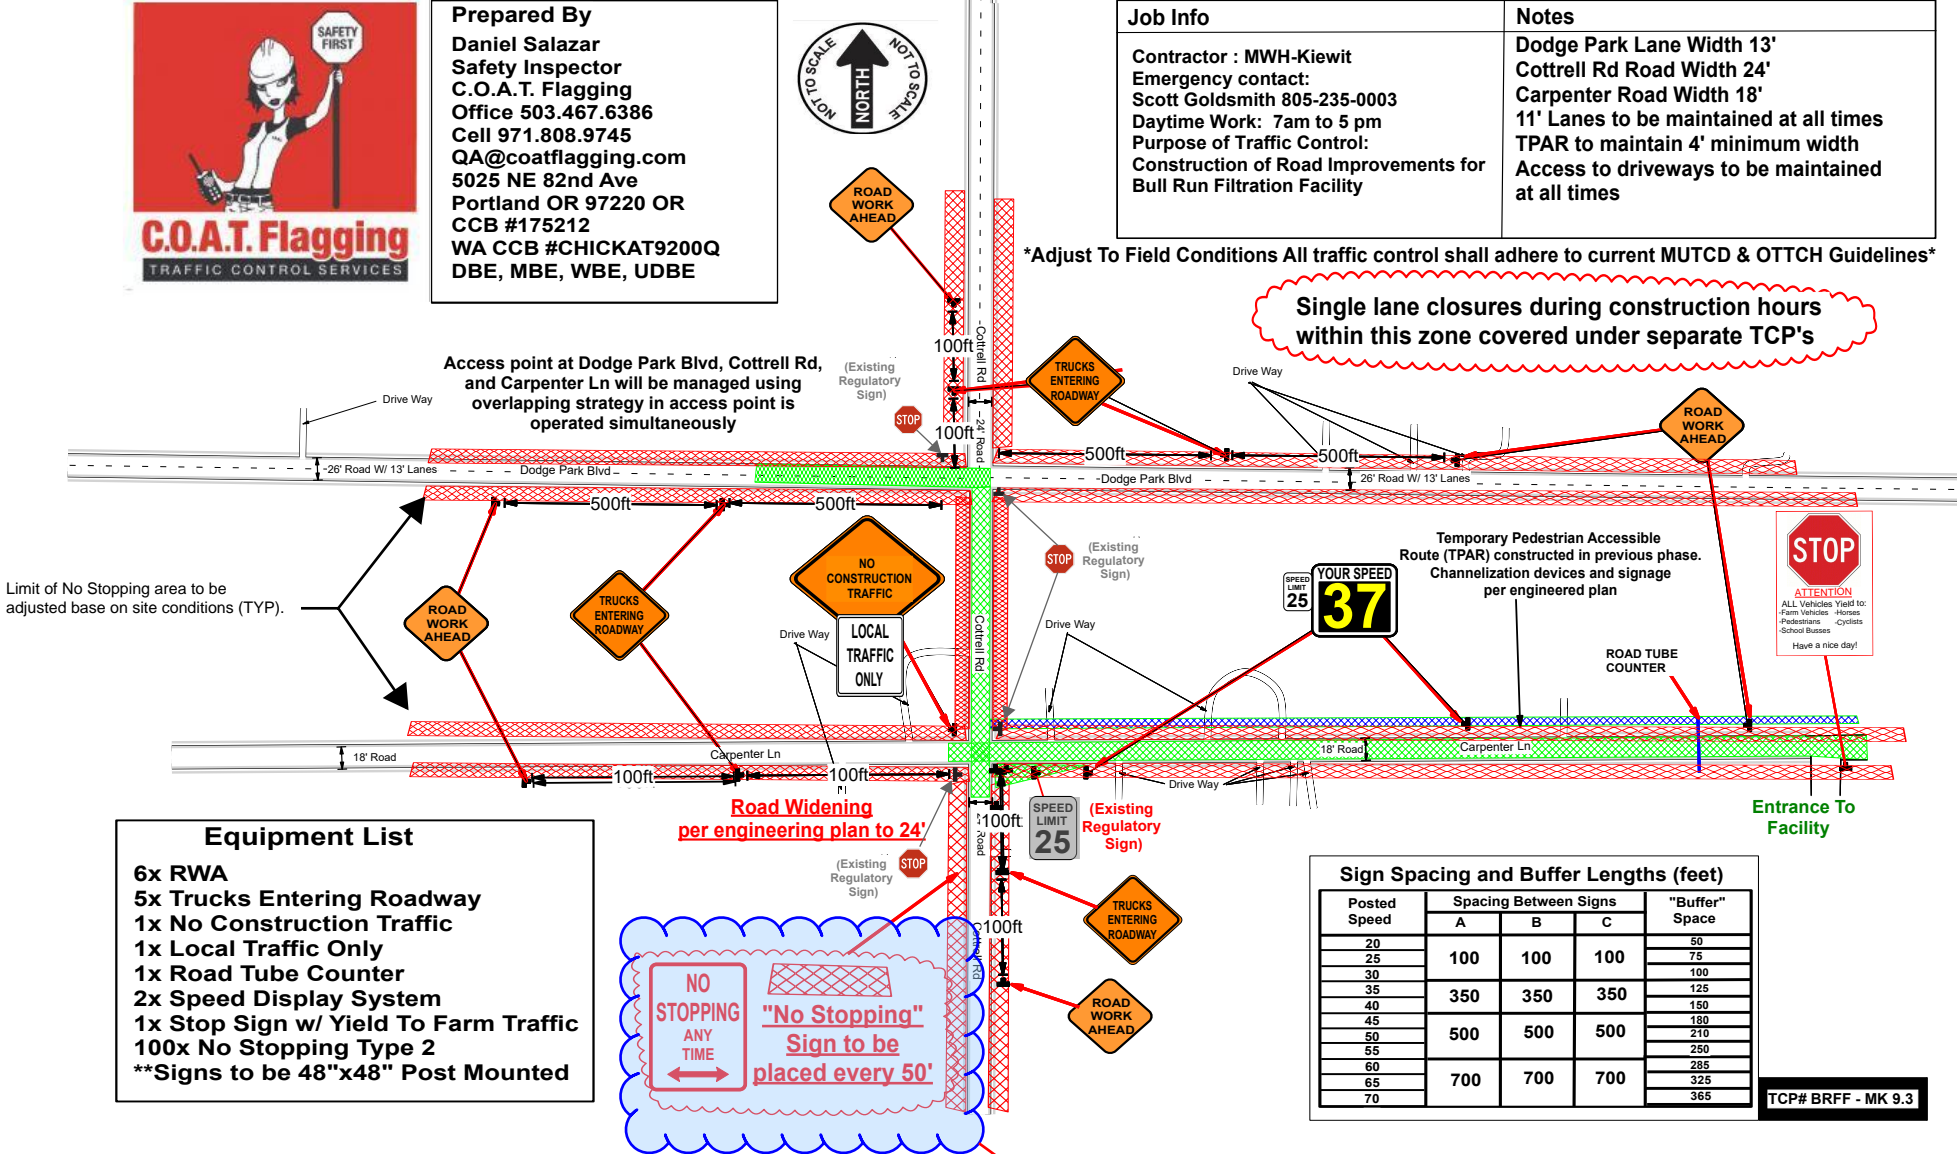 SAFETY
FIRST
C.O.A.T. Flagging
TRAFFIC CONTROL SERVICES
Prepared By
Daniel Salazar
Safety Inspector
C.O.A.T. Flagging
Office 503.467.6386
Cell 971.808.9745
QA@coatflagging.com
5025 NE 82nd Ave
Portland OR 97220 OR
CCB #175212
WA CCB #CHICKAT9200Q
DBE, MBE, WBE, UDBE
NOT TO SCALE
NORTH
NOT TO SCALE
Job Info
Contractor : MWH-Kiewit
Emergency contact:
Scott Goldsmith 805-235-0003
Daytime Work: 7am to 5 pm
Purpose of Traffic Control:
Construction of Road Improvements for
Bull Run Filtration Facility
Notes
Dodge Park Lane Width 13'
Cottrell Rd Road Width 24'
Carpenter Road Width 18'
11' Lanes to be maintained at all times
TPAR to maintain 4' minimum width
Access to driveways to be maintained
at all times
*Adjust To Field Conditions All traffic control shall adhere to current MUTCD & OTTCH Guidelines*
Single lane closures during construction hours
within this zone covered under separate TCP's
ROAD
WORK
AHEAD
100ft
Cottrell Rd
100ft
24' Road
TRUCKS
ENTERING
ROADWAY
Access point at Dodge Park Blvd, Cottrell Rd,
and Carpenter Ln will be managed using
overlapping strategy in access point is
operated simultaneously
(Existing
Regulatory
Sign)
STOP
Drive Way
Drive Way
ROAD
WORK
AHEAD
500ft
500ft
26' Road W/ 13' Lanes
Dodge Park Blvd
Dodge Park Blvd
26' Road W/ 13' Lanes
500ft
500ft
Limit of No Stopping area to be
adjusted base on site conditions (TYP).
ROAD
WORK
AHEAD
TRUCKS
ENTERING
ROADWAY
NO
CONSTRUCTION
TRAFFIC
LOCAL
TRAFFIC
ONLY
Drive Way
Cottrell Rd
STOP
(Existing
Regulatory
Sign)
Drive Way
SPEED
LIMIT
25
YOUR SPEED
37
Temporary Pedestrian Accessible
Route (TPAR) constructed in previous phase.
Channelization devices and signage
per engineered plan
ROAD TUBE
COUNTER
STOP
ATTENTION
ALL Vehicles Yield to:
-Farm Vehicles -Horses
-Pedestrians -Cyclists
-School Busses
Have a nice day!
18' Road
Carpenter Ln
18' Road
Carpenter Ln
100ft
100ft
Drive Way
Road Widening
per engineering plan to 24'
(Existing
Regulatory
Sign)
STOP
100ft
Road
SPEED
LIMIT
25
(Existing
Regulatory
Sign)
Entrance To
Facility
TRUCKS
ENTERING
ROADWAY
100ft
Cottrell Rd
ROAD
WORK
AHEAD
Equipment List
6x RWA
5x Trucks Entering Roadway
1x No Construction Traffic
1x Local Traffic Only
1x Road Tube Counter
2x Speed Display System
1x Stop Sign w/ Yield To Farm Traffic
100x No Stopping Type 2
**Signs to be 48"x48" Post Mounted
NO
STOPPING
ANY
TIME
"No Stopping"
Sign to be
placed every 50'
Sign Spacing and Buffer Lengths (feet)
Posted Speed Spacing Between Signs "Buffer" Space
A B C
20 50
25 100 100 100 75
30 100
35 350 350 350 125
40 150
45 180
50 500 500 500 210
55 250
60 285
65 700 700 700 325
70 365
TCP# BRFF - MK 9.3